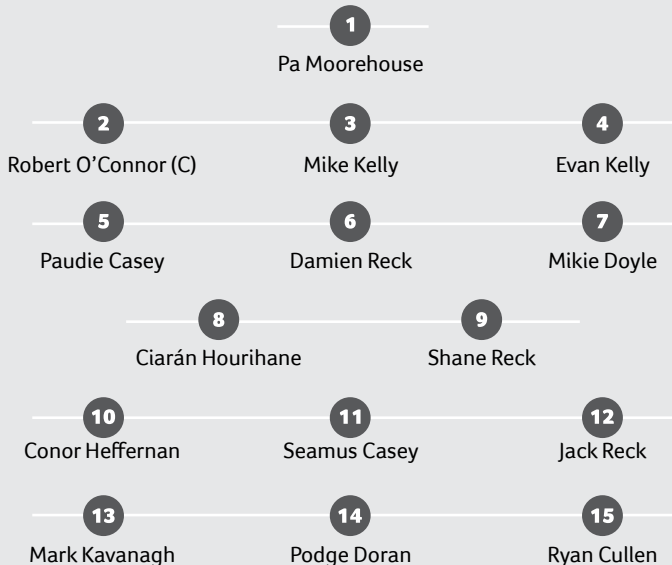 1
Pa Moorehouse
2 3 4
Robert O'Connor (C) Mike Kelly Evan Kelly
5 6 7
Paudie Casey Damien Reck Mikie Doyle
8 9
Ciarán Hourihane Shane Reck
10 11 12
Conor Heffernan Seamus Casey Jack Reck
13 14 15
Mark Kavanagh Podge Doran Ryan Cullen